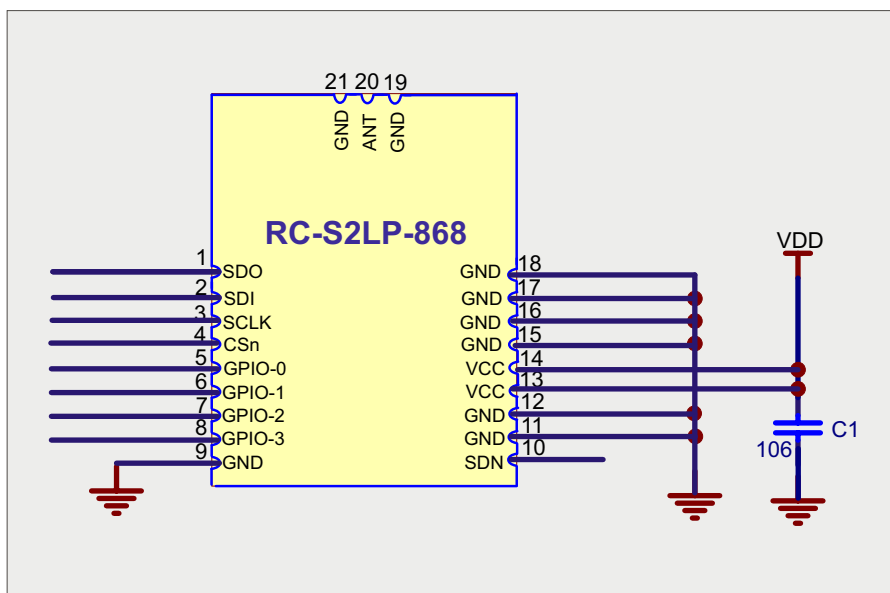 21 20 19
GND ANT GND
RC-S2LP-868
VDD
1 SDO
2 SDI
3 SCLK
4 CSn
5 GPIO-0
6 GPIO-1
7 GPIO-2
8 GPIO-3
9 GND
GND 18
GND 17
GND 16
GND 15
VCC 14
VCC 13
GND 12
GND 11
SDN 10
C1
106